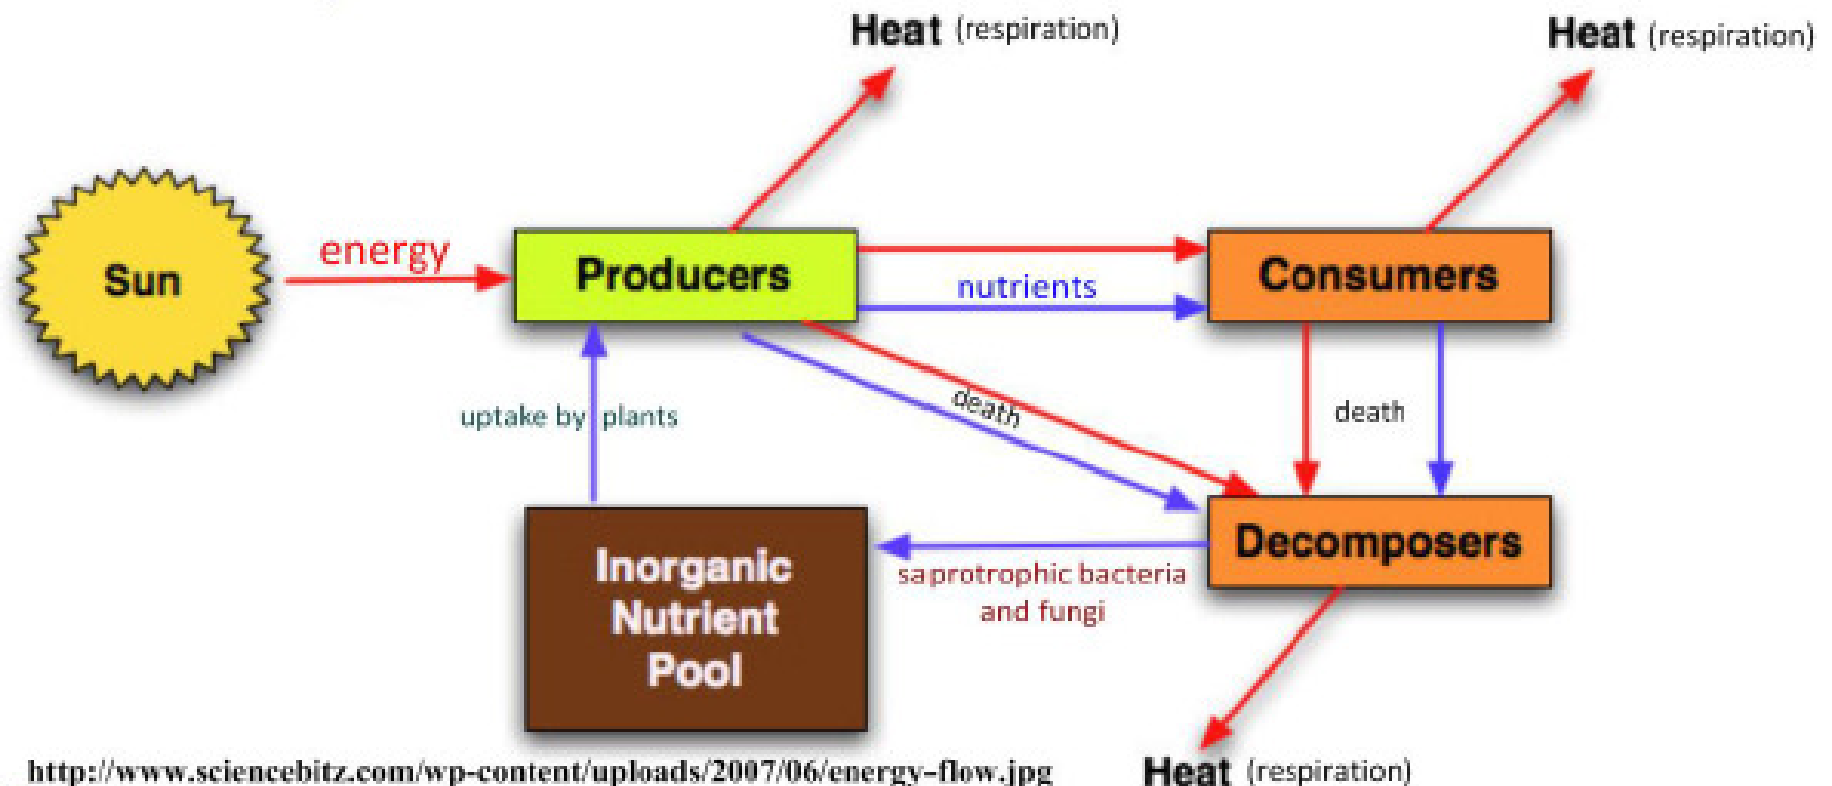 Heat (respiration)
Heat (respiration)
Sun
energy
Producers
nutrients
Consumers
uptake by plants
death
death
Inorganic
Nutrient
Pool
saprotrophic bacteria
and fungi
Decomposers
http://www.sciencebitz.com/wp-content/uploads/2007/06/energy-flow.jpg
Heat (respiration)